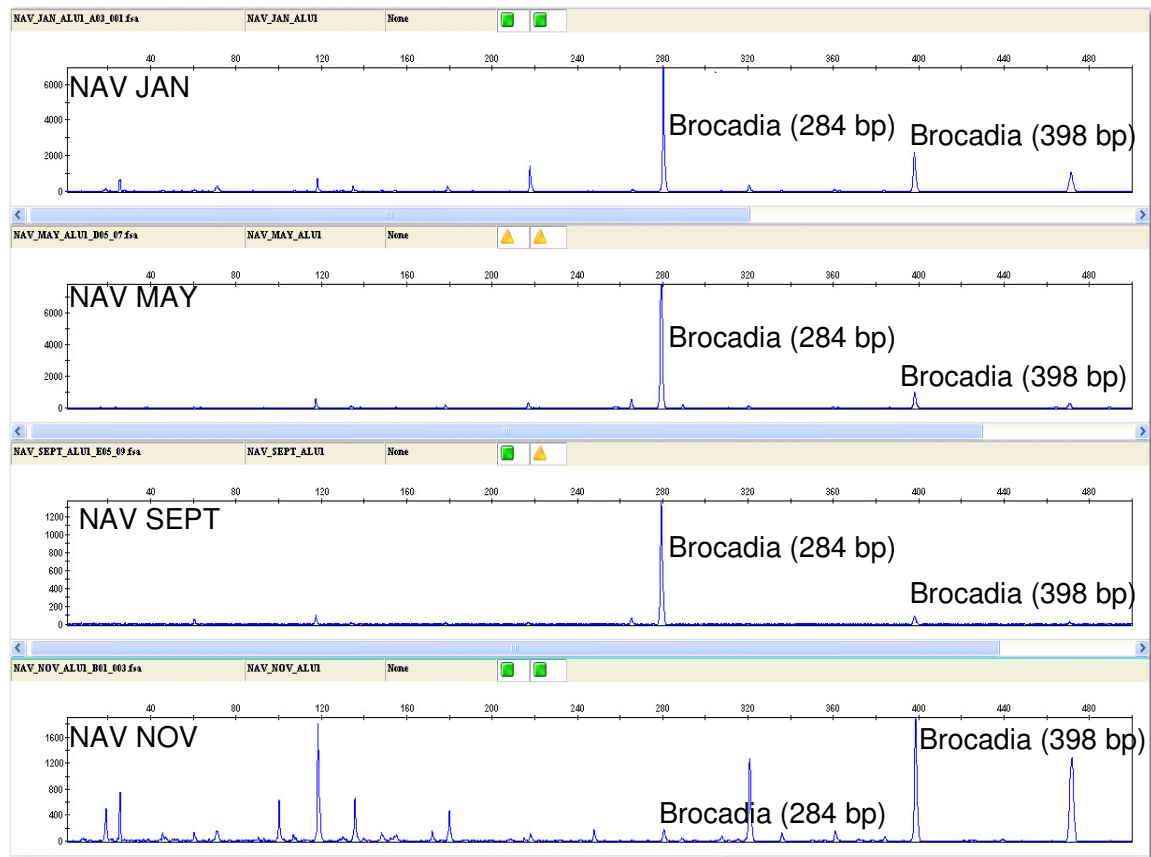 NAV_JAN_ALU1_A03_001.fsa NAV_JAN_ALU1 None
40 80 120 160 200 240 280 320 360 400 440 480
NAV JAN
6000
4000
2000
0
Brocadia (284 bp)
Brocadia (398 bp)
NAV_MAY_ALU1_D05_07.fsa NAV_MAY_ALU1 None
40 80 120 160 200 240 280 320 360 400 440 480
NAV MAY
6000
4000
2000
0
Brocadia (284 bp)
Brocadia (398 bp)
NAV_SEPT_ALU1_E05_09.fsa NAV_SEPT_ALU1 None
40 80 120 160 200 240 280 320 360 400 440 480
NAV SEPT
1200
1000
800
600
400
200
0
Brocadia (284 bp)
Brocadia (398 bp)
NAV_NOV_ALU1_B01_003.fsa NAV_NOV_ALU1 None
40 80 120 160 200 240 280 320 360 400 440 480
NAV NOV
1600
1200
800
400
0
Brocadia (398 bp)
Brocadia (284 bp)